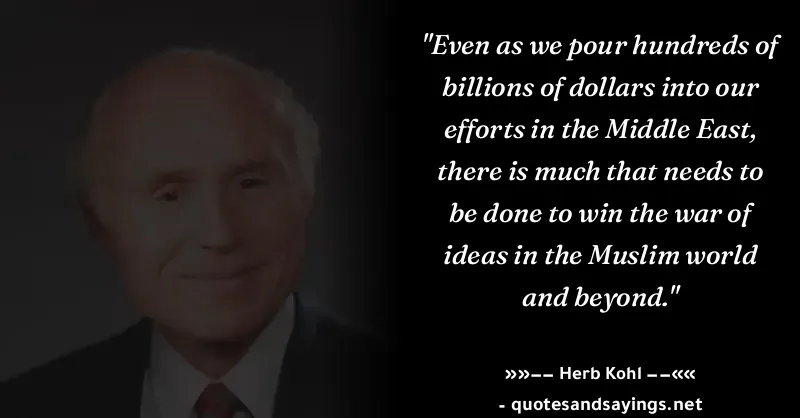 "Even as we pour hundreds of
billions of dollars into our
efforts in the Middle East,
there is much that needs to
be done to win the war of
ideas in the Muslim world
and beyond."
»»–– Herb Kohl ––««
- quotesandsayings.net